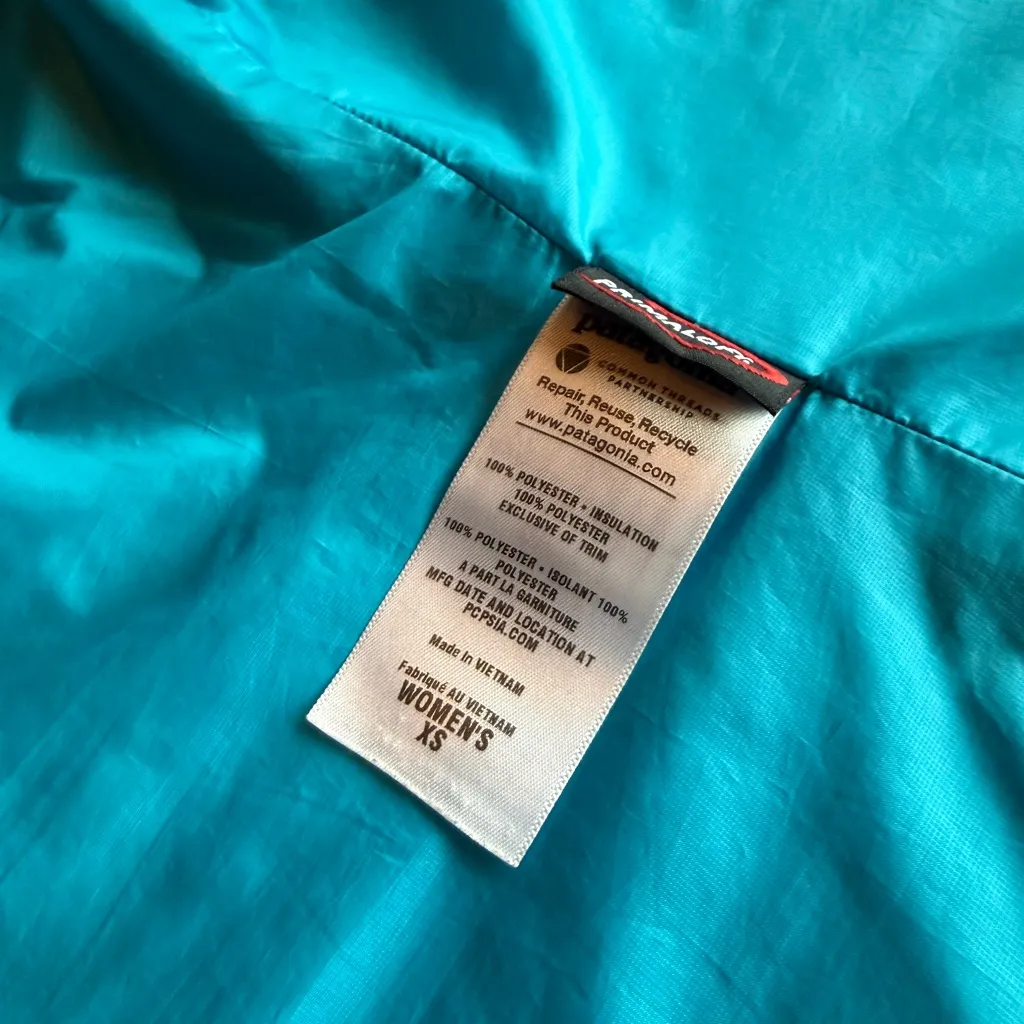 PRIMALOFT
patagonia
COMMON THREADS
PARTNERSHIP
Repair, Reuse, Recycle
This Product
www.patagonia.com
100% POLYESTER • INSULATION
100% POLYESTER
EXCLUSIVE OF TRIM
100% POLYESTER • ISOLANT 100%
POLYESTER
A PART LA GARNITURE
MFG DATE AND LOCATION AT
PCPSIA.COM
Made in VIETNAM
Fabriqué AU VIETNAM
WOMEN'S
XS